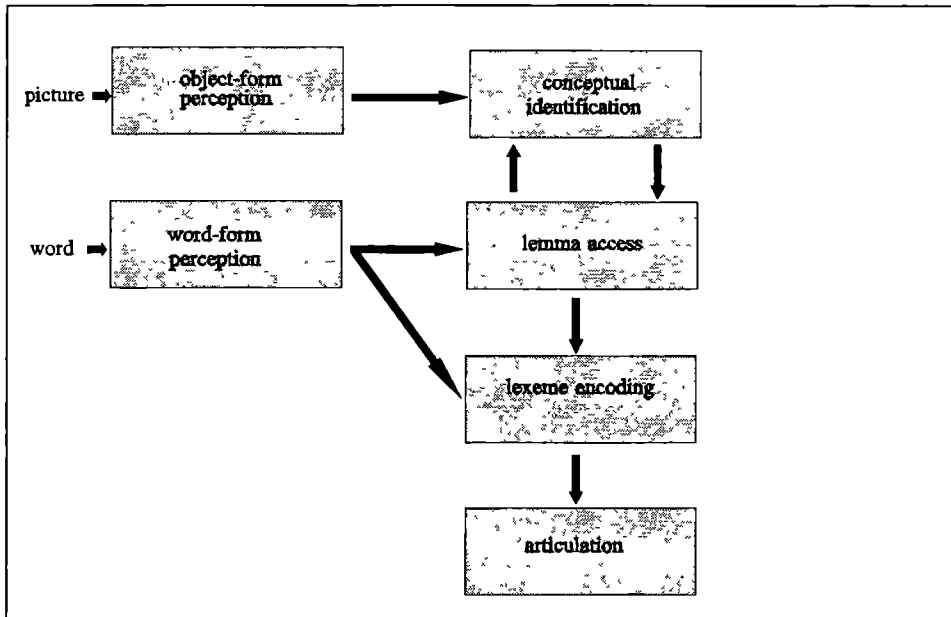 picture
object-form
perception
conceptual
identification
word
word-form
perception
lemma access
lexeme encoding
articulation